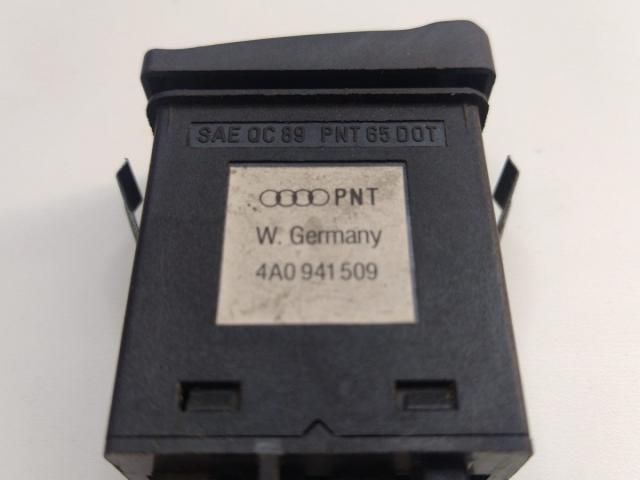 SAE QC 89 PNT 65 DOT
PNT
W. Germany
4A0 941 509